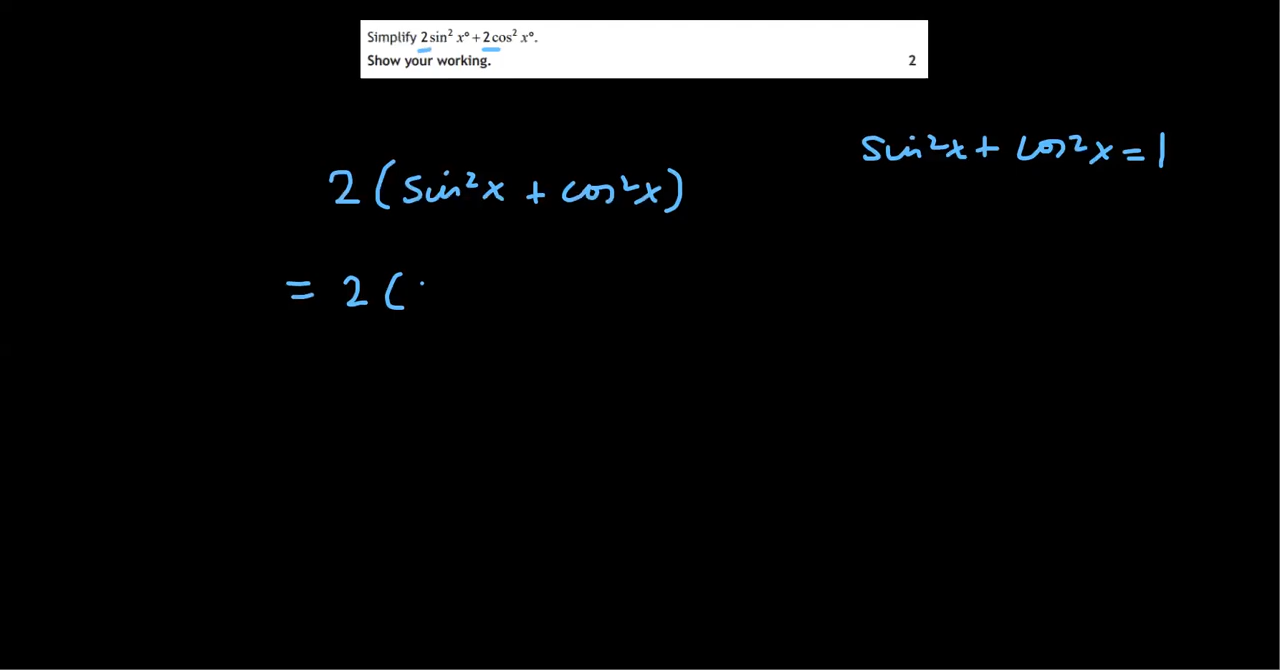 Simplify 2sin² x° + 2cos² x°.
Show your working. 2
sin²x + cos²x = 1
2 (sin²x + cos²x)
= 2 (